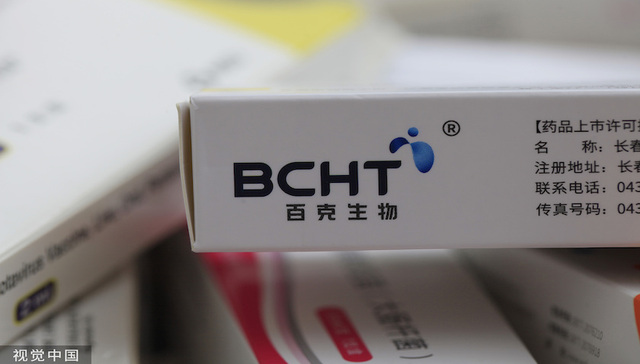 BCHT®
百克生物
【药品上市许可
名 称：长春
注册地址：长春
联系电话：043
传真号码：043
视觉中国